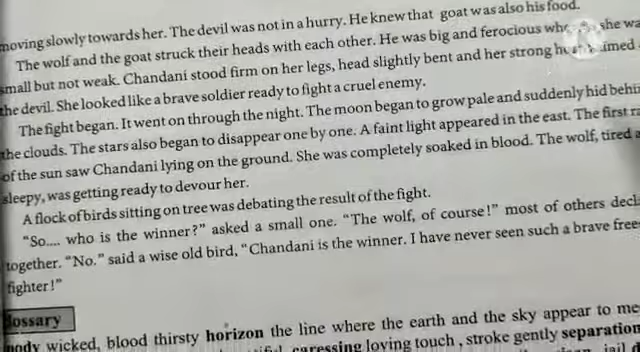 moving slowly towards her. The devil was not in a hurry. He knew that goat was also his food.
The wolf and the goat struck their heads with each other. He was big and ferocious she
small but not weak. Chandani stood firm on her legs, head slightly bent and her strong
the devil. She looked like a brave soldier ready to fight a cruel enemy.
The fight began. It went on through the night. The moon began to grow pale and suddenly hid
the clouds. The stars also began to disappear one by one. A faint light appeared in the east. The first
of the sun saw Chandani lying on the ground. She was completely soaked in blood. The wolf, tired
sleepy, was getting ready to devour her.
A flock of birds sitting on tree was debating the result of the fight.
"So.... who is the winner?" asked a small one. "The wolf, of course!" most of others
together. "No." said a wise old bird, "Chandani is the winner. I have never seen such a brave
fighter!"
wicked, blood thirsty horizon the line where the earth and the sky appear to
caressing loving touch , stroke gently separation